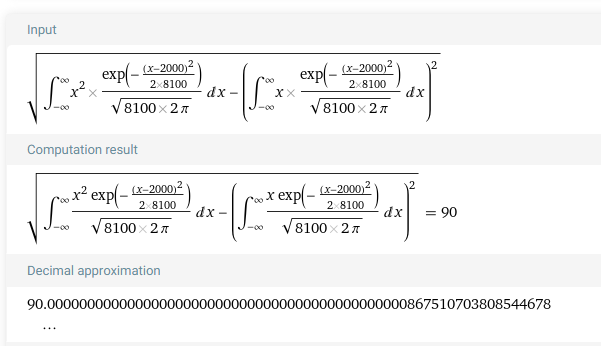 Input
√(∫_{-∞}^{∞} x² × exp(-(x-2000)²/(2×8100))/√(8100×2π) dx - (∫_{-∞}^{∞} x × exp(-(x-2000)²/(2×8100))/√(8100×2π) dx)²)
Computation result
√(∫_{-∞}^{∞} x² exp(-(x-2000)²/(2×8100))/√(8100×2π) dx - (∫_{-∞}^{∞} x exp(-(x-2000)²/(2×8100))/√(8100×2π) dx)²) = 90
Decimal approximation
90.00000000000000000000000000000000000000000000867510703808544678
...